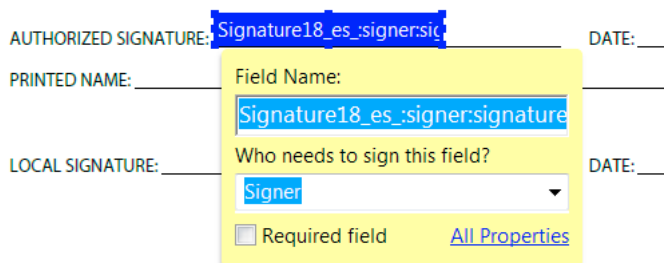 AUTHORIZED SIGNATURE: Signature18_es_:signer:sig DATE:
PRINTED NAME:
Field Name:
Signature18_es_:signer:signature
Who needs to sign this field?
LOCAL SIGNATURE: DATE:
Signer
Required field All Properties